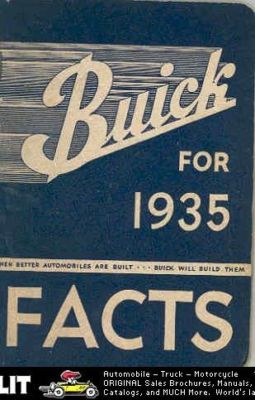 Buick
FOR
1935
WHEN BETTER AUTOMOBILES ARE BUILT ··· BUICK WILL BUILD THEM
FACTS
LIT
Automobile – Truck – Motorcycle
ORIGINAL Sales Brochures, Manuals,
Catalogs, and MUCH More. World's la